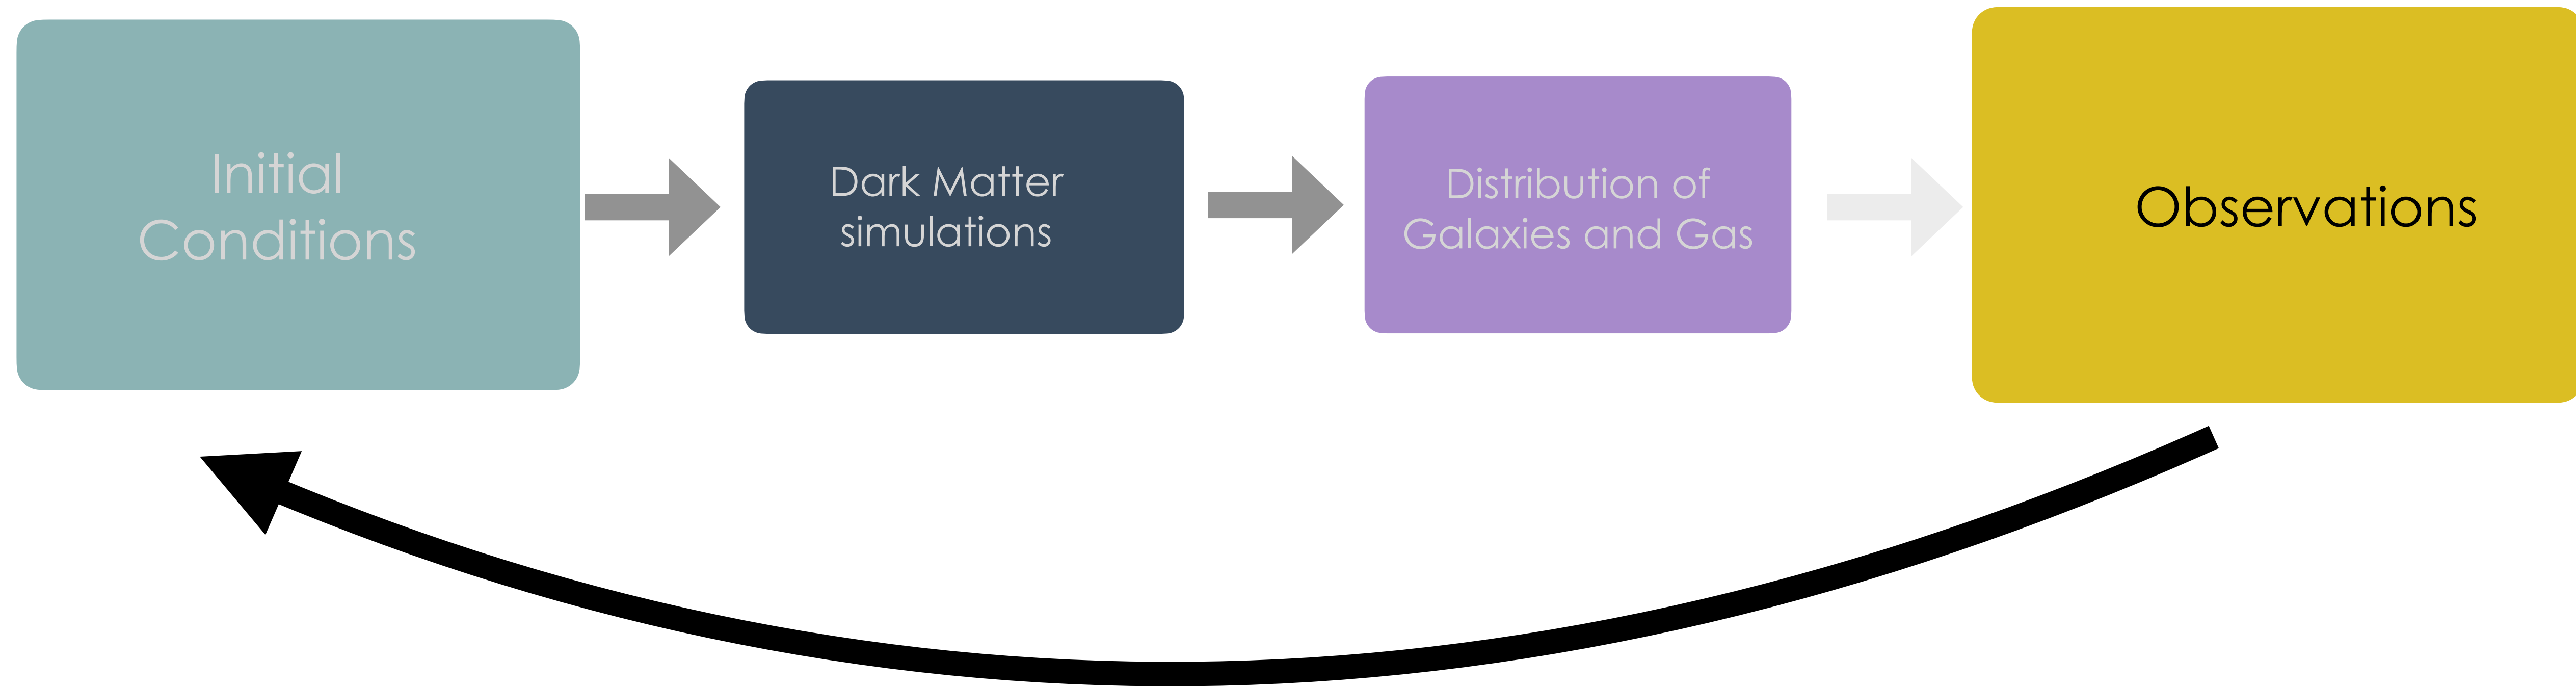 Initial
Conditions
Dark Matter
simulations
Distribution of
Galaxies and Gas
Observations